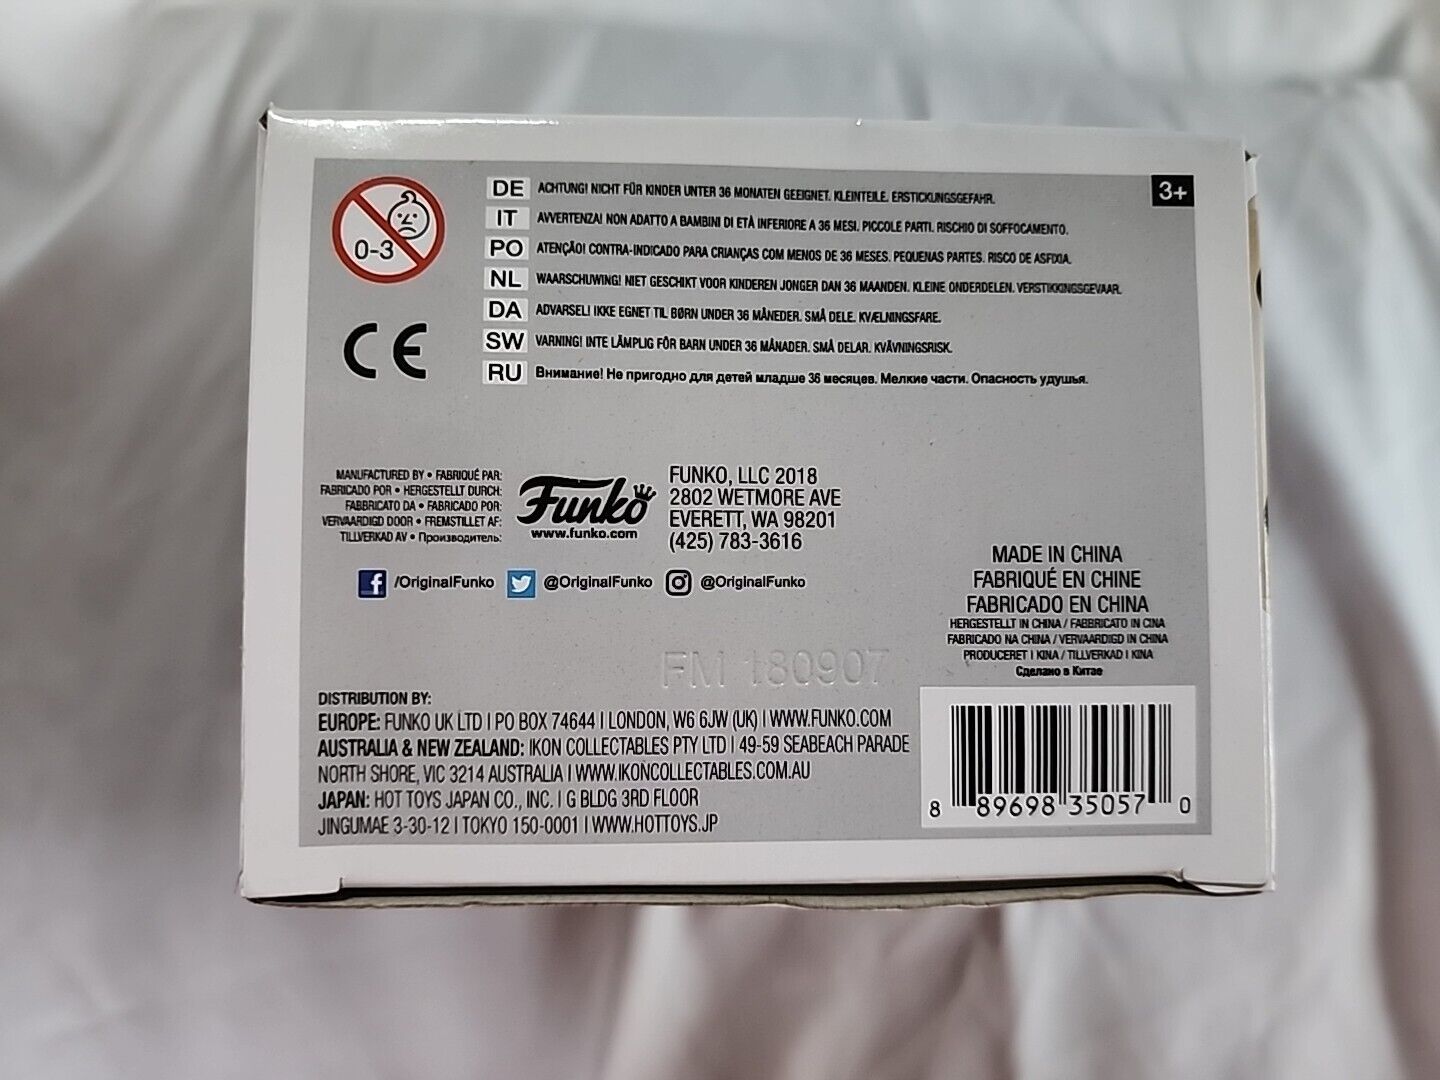 0-3
3+
DE ACHTUNG! NICHT FÜR KINDER UNTER 36 MONATEN GEEIGNET. KLEINTEILE. ERSTICKUNGSGEFAHR.
IT AVVERTENZA! NON ADATTO A BAMBINI DI ETÀ INFERIORE A 36 MESI. PICCOLE PARTI. RISCHIO DI SOFFOCAMENTO.
PO ATENÇÃO! CONTRA-INDICADO PARA CRIANÇAS COM MENOS DE 36 MESES. PEQUENAS PARTES. RISCO DE ASFIXIA.
NL WAARSCHUWING! NIET GESCHIKT VOOR KINDEREN JONGER DAN 36 MAANDEN. KLEINE ONDERDELEN. VERSTIKKINGSGEVAAR.
DA ADVARSEL! IKKE EGNET TIL BØRN UNDER 36 MÅNEDER. SMÅ DELE. KVÆLNINGSFARE.
SW VARNING! INTE LÄMPLIG FÖR BARN UNDER 36 MÅNADER. SMÅ DELAR. KVÄVNINGSRISK.
RU Внимание! Не пригодно для детей младше 36 месяцев. Мелкие части. Опасность удушья.
CE
MANUFACTURED BY • FABRIQUÉ PAR:
FABRICADO POR • HERGESTELLT DURCH:
FABBRICATO DA • FABRICADO POR:
VERVAARDIGD DOOR • FREMSTILLET AF:
TILLVERKAD AV • Производитель:
Funko
www.funko.com
FUNKO, LLC 2018
2802 WETMORE AVE
EVERETT, WA 98201
(425) 783-3616
f /OriginalFunko @OriginalFunko @OriginalFunko
MADE IN CHINA
FABRIQUÉ EN CHINE
FABRICADO EN CHINA
HERGESTELLT IN CHINA / FABBRICATO IN CINA
FABRICADO NA CHINA / VERVAARDIGD IN CHINA
PRODUCERET I KINA / TILLVERKAD I KINA
Сделано в Китае
FM 180907
DISTRIBUTION BY:
EUROPE: FUNKO UK LTD I PO BOX 74644 I LONDON, W6 6JW (UK) I WWW.FUNKO.COM
AUSTRALIA & NEW ZEALAND: IKON COLLECTABLES PTY LTD I 49-59 SEABEACH PARADE
NORTH SHORE, VIC 3214 AUSTRALIA I WWW.IKONCOLLECTABLES.COM.AU
JAPAN: HOT TOYS JAPAN CO., INC. I G BLDG 3RD FLOOR
JINGUMAE 3-30-12 I TOKYO 150-0001 I WWW.HOTTOYS.JP
8 89698 35057 0